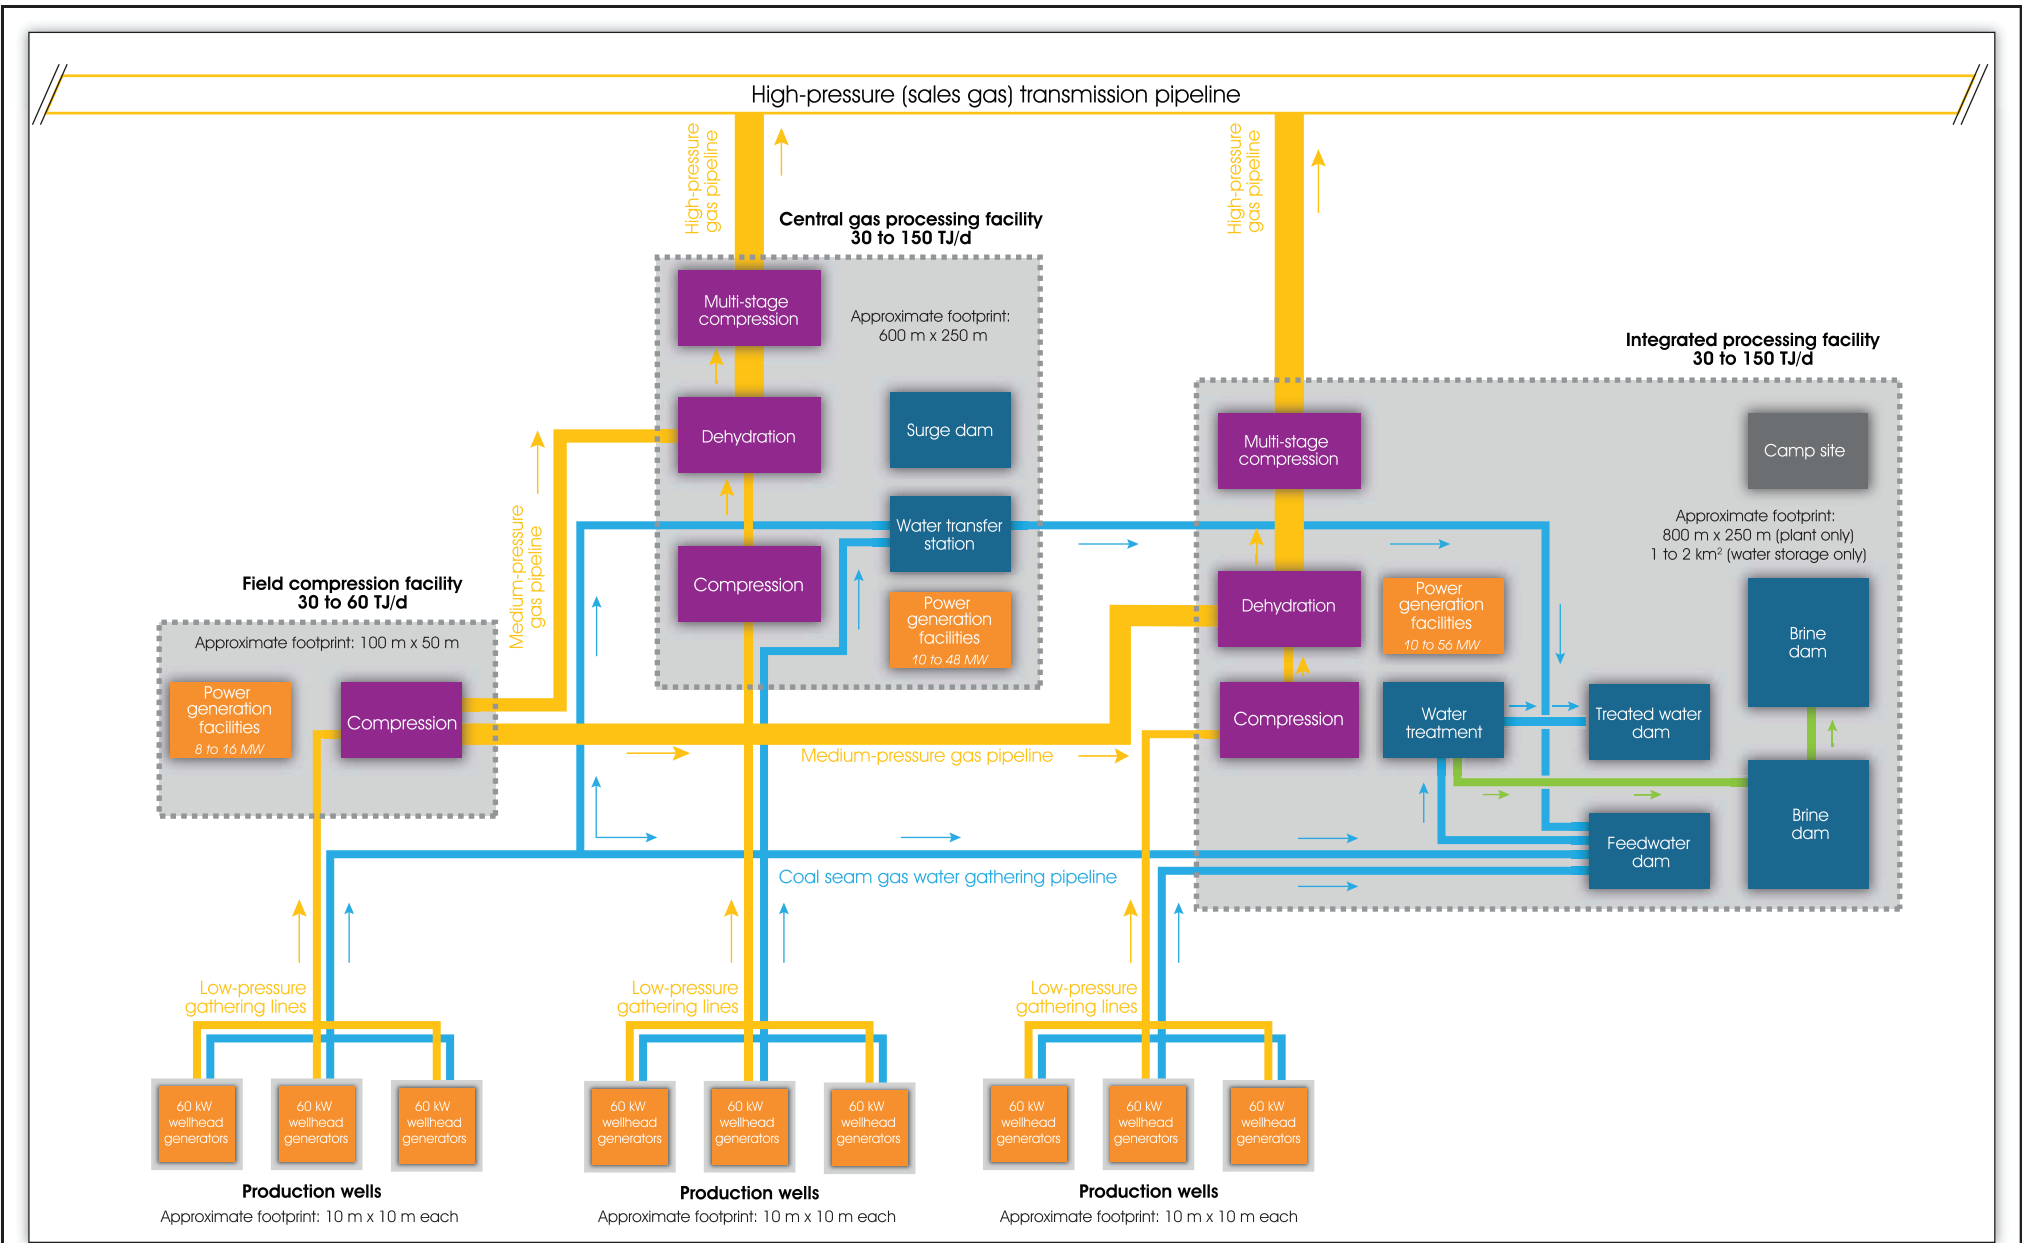 High-pressure (sales gas) transmission pipeline
High-pressure
gas pipeline
High-pressure
gas pipeline
Central gas processing facility
30 to 150 TJ/d
Multi-stage
compression
Approximate footprint:
600 m x 250 m
Dehydration
Surge dam
Water transfer
station
Compression
Power
generation
facilities
10 to 48 MW
Integrated processing facility
30 to 150 TJ/d
Multi-stage
compression
Camp site
Approximate footprint:
800 m x 250 m (plant only)
1 to 2 km² (water storage only)
Dehydration
Power
generation
facilities
10 to 56 MW
Brine
dam
Compression
Water
treatment
Treated water
dam
Brine
dam
Feedwater
dam
Medium-pressure
gas pipeline
Field compression facility
30 to 60 TJ/d
Approximate footprint: 100 m x 50 m
Power
generation
facilities
8 to 16 MW
Compression
Medium-pressure gas pipeline
Coal seam gas water gathering pipeline
Low-pressure
gathering lines
Low-pressure
gathering lines
Low-pressure
gathering lines
60 kW
wellhead
generators
60 kW
wellhead
generators
60 kW
wellhead
generators
60 kW
wellhead
generators
60 kW
wellhead
generators
60 kW
wellhead
generators
60 kW
wellhead
generators
60 kW
wellhead
generators
60 kW
wellhead
generators
Production wells
Approximate footprint: 10 m x 10 m each
Production wells
Approximate footprint: 10 m x 10 m each
Production wells
Approximate footprint: 10 m x 10 m each